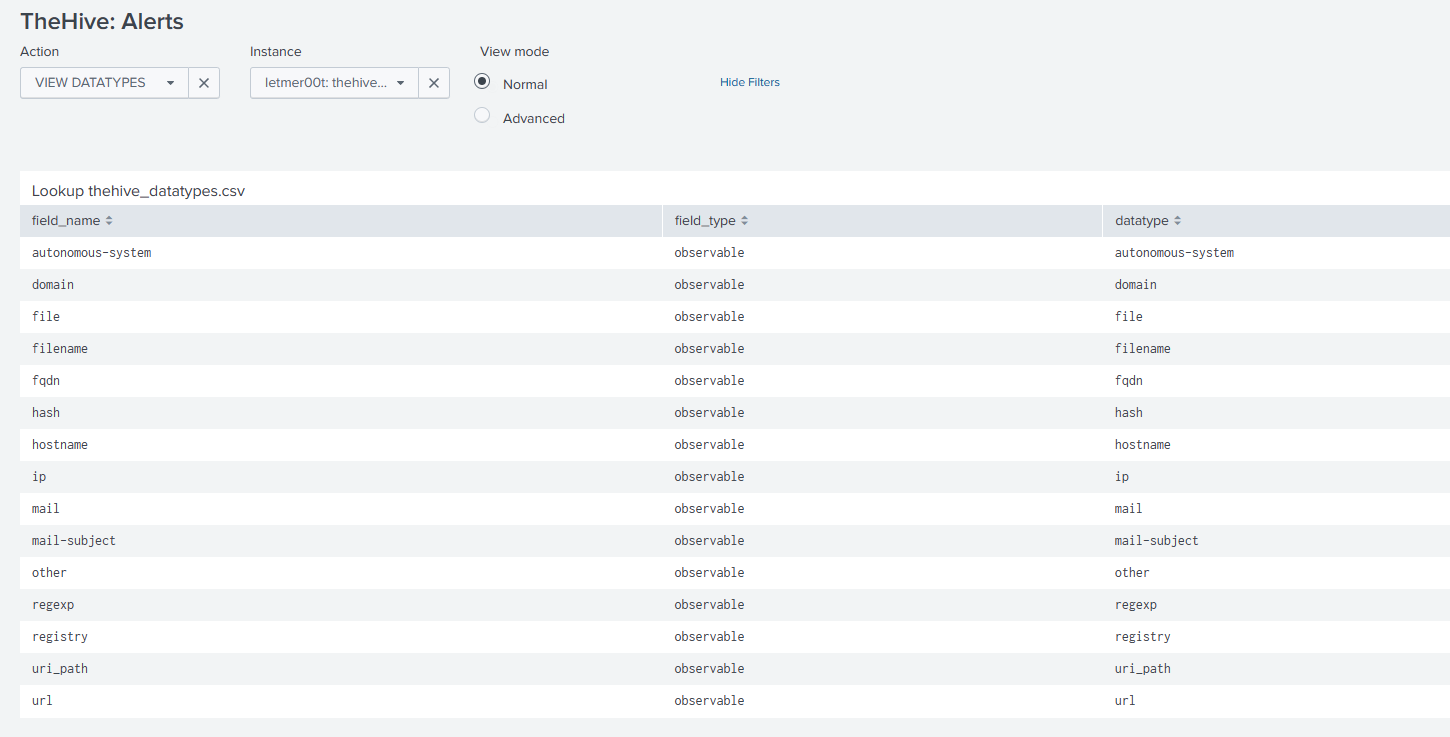 TheHive: Alerts
Action Instance View mode
VIEW DATATYPES letmer00t: thehive... Normal Hide Filters
Advanced
Lookup thehive_datatypes.csv
field_name field_type datatype
autonomous-system observable autonomous-system
domain observable domain
file observable file
filename observable filename
fqdn observable fqdn
hash observable hash
hostname observable hostname
ip observable ip
mail observable mail
mail-subject observable mail-subject
other observable other
regexp observable regexp
registry observable registry
uri_path observable uri_path
url observable url